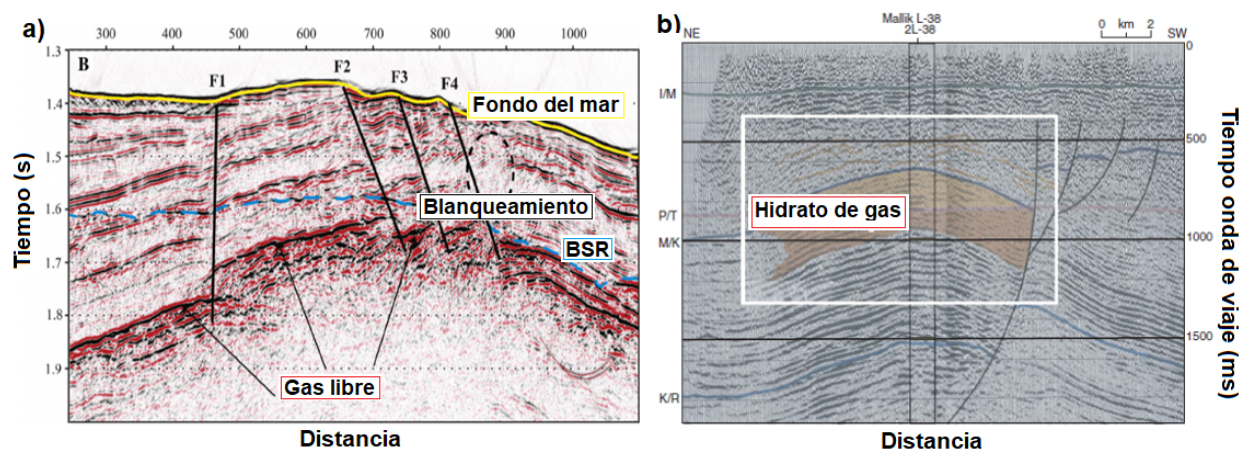 a)
B
300 400 500 600 700 800 900 1000
1.3
1.4
1.5
1.6
1.7
1.8
1.9
Tiempo (s)
F1
F2
F3
F4
Fondo del mar
Blanqueamiento
BSR
Gas libre
Distancia
b)
Mallik L-38
2L-38
0 km 2
NE
SW
I/M
P/T
M/K
K/R
Hidrato de gas
0
500
1000
1500
Tiempo onda de viaje (ms)
Distancia